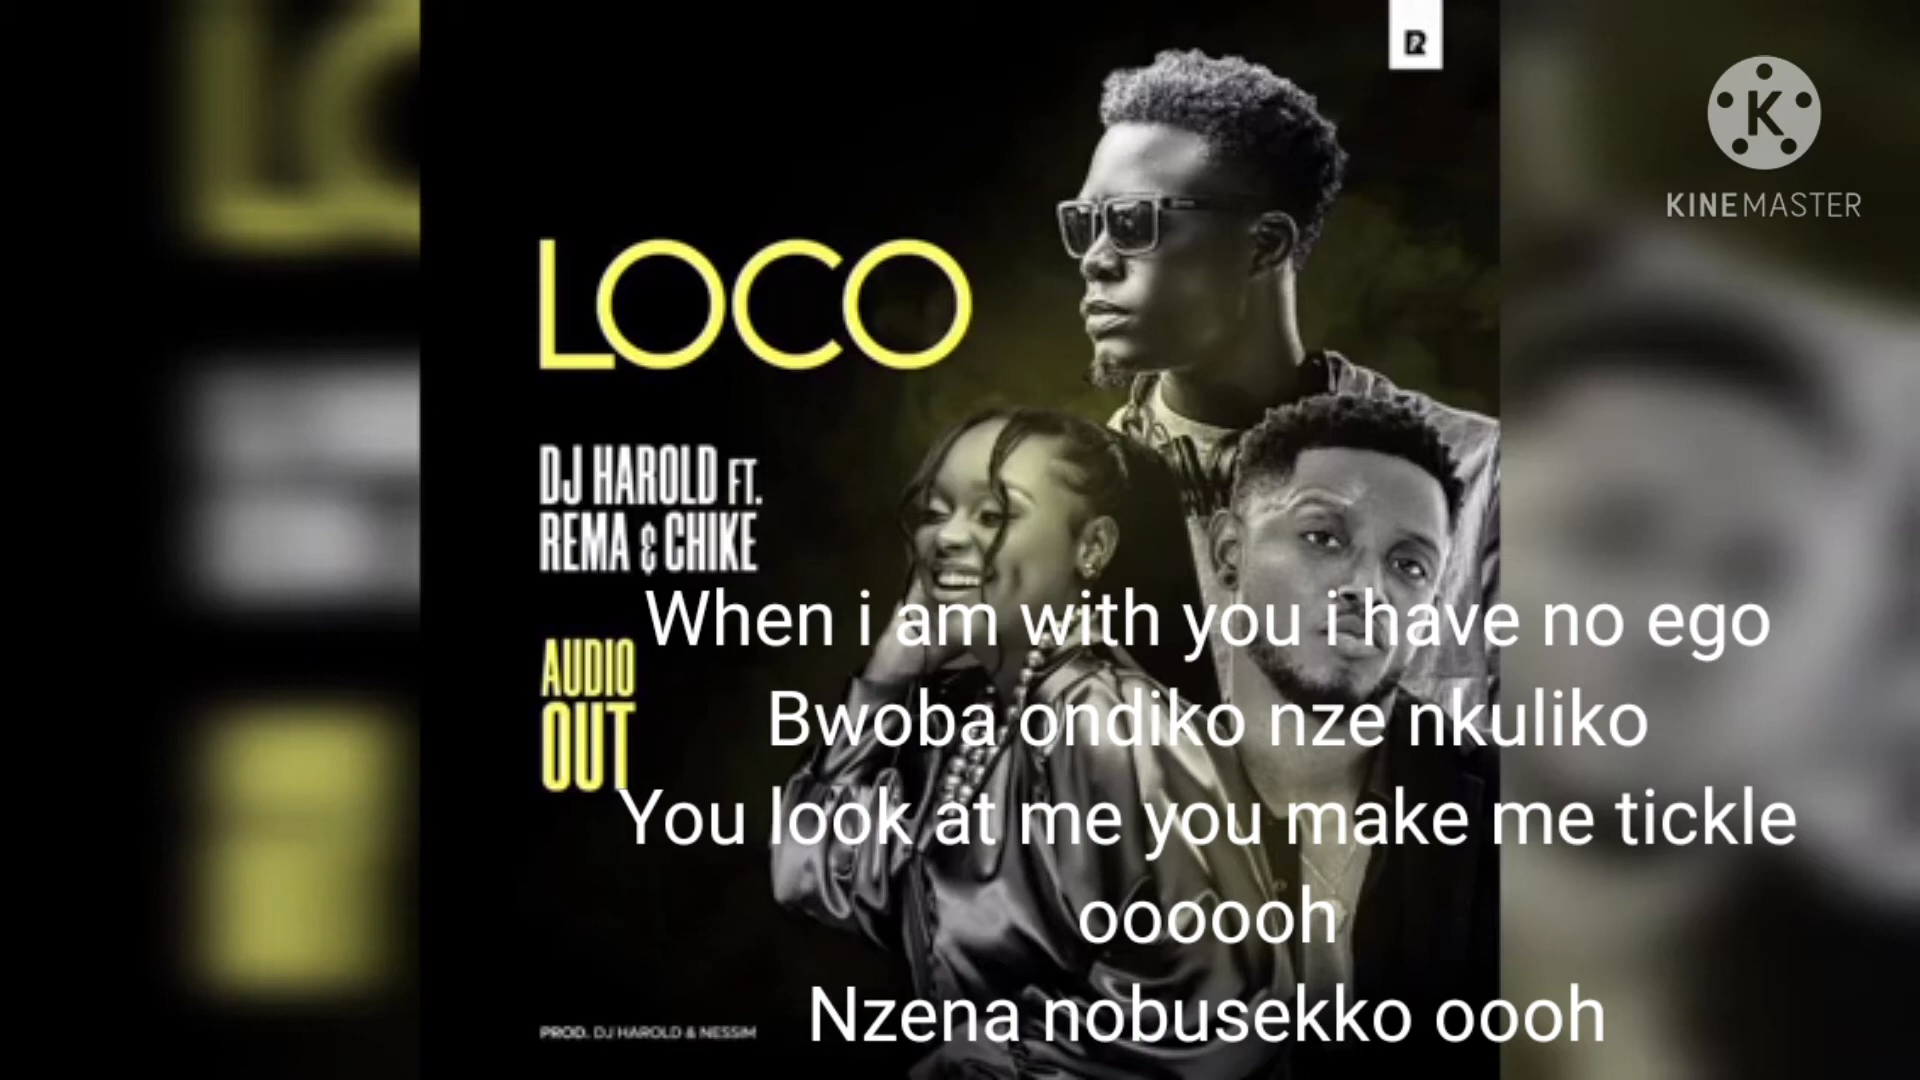 K
KINEMASTER
LOCO
DJ HAROLD FT.
REMA & CHIKE
AUDIO
OUT
When i am with you i have no ego
Bwoba ondiko nze nkuliko
You look at me you make me tickle
oooooh
Nzena nobusekko oooh
PROD. DJ HAROLD & NESSIM